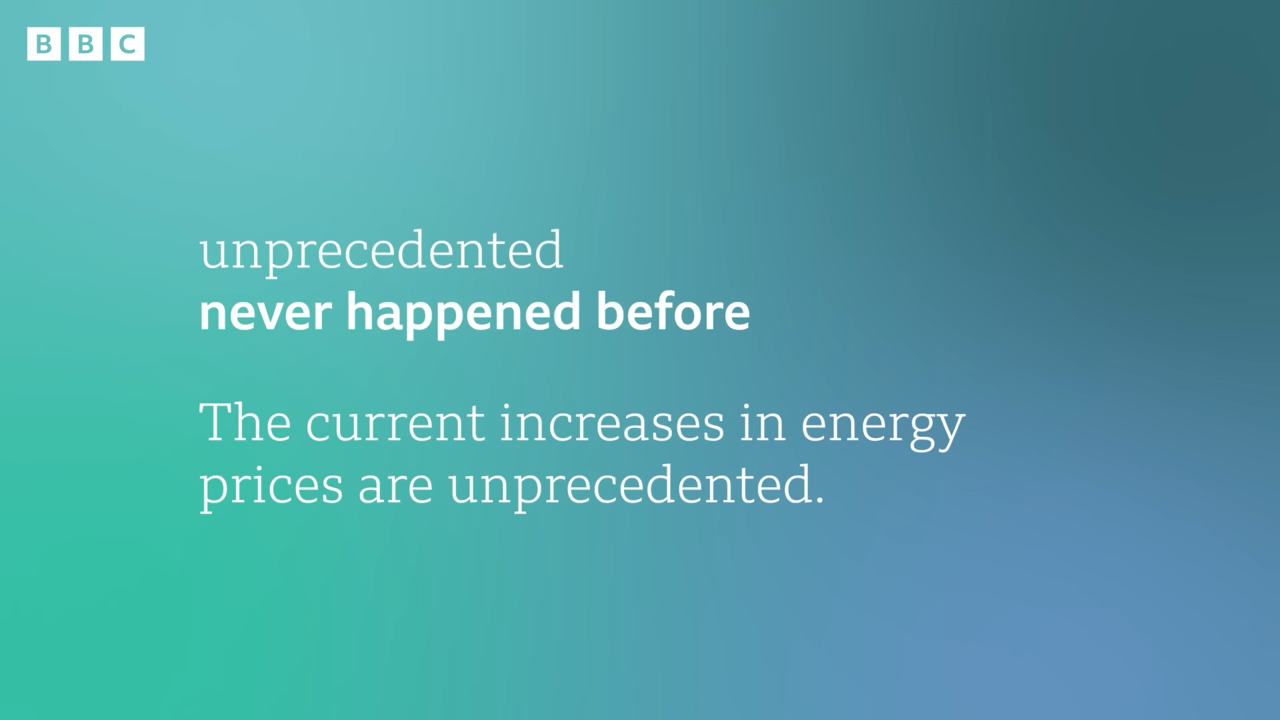 BBC
unprecedented
never happened before
The current increases in energy
prices are unprecedented.